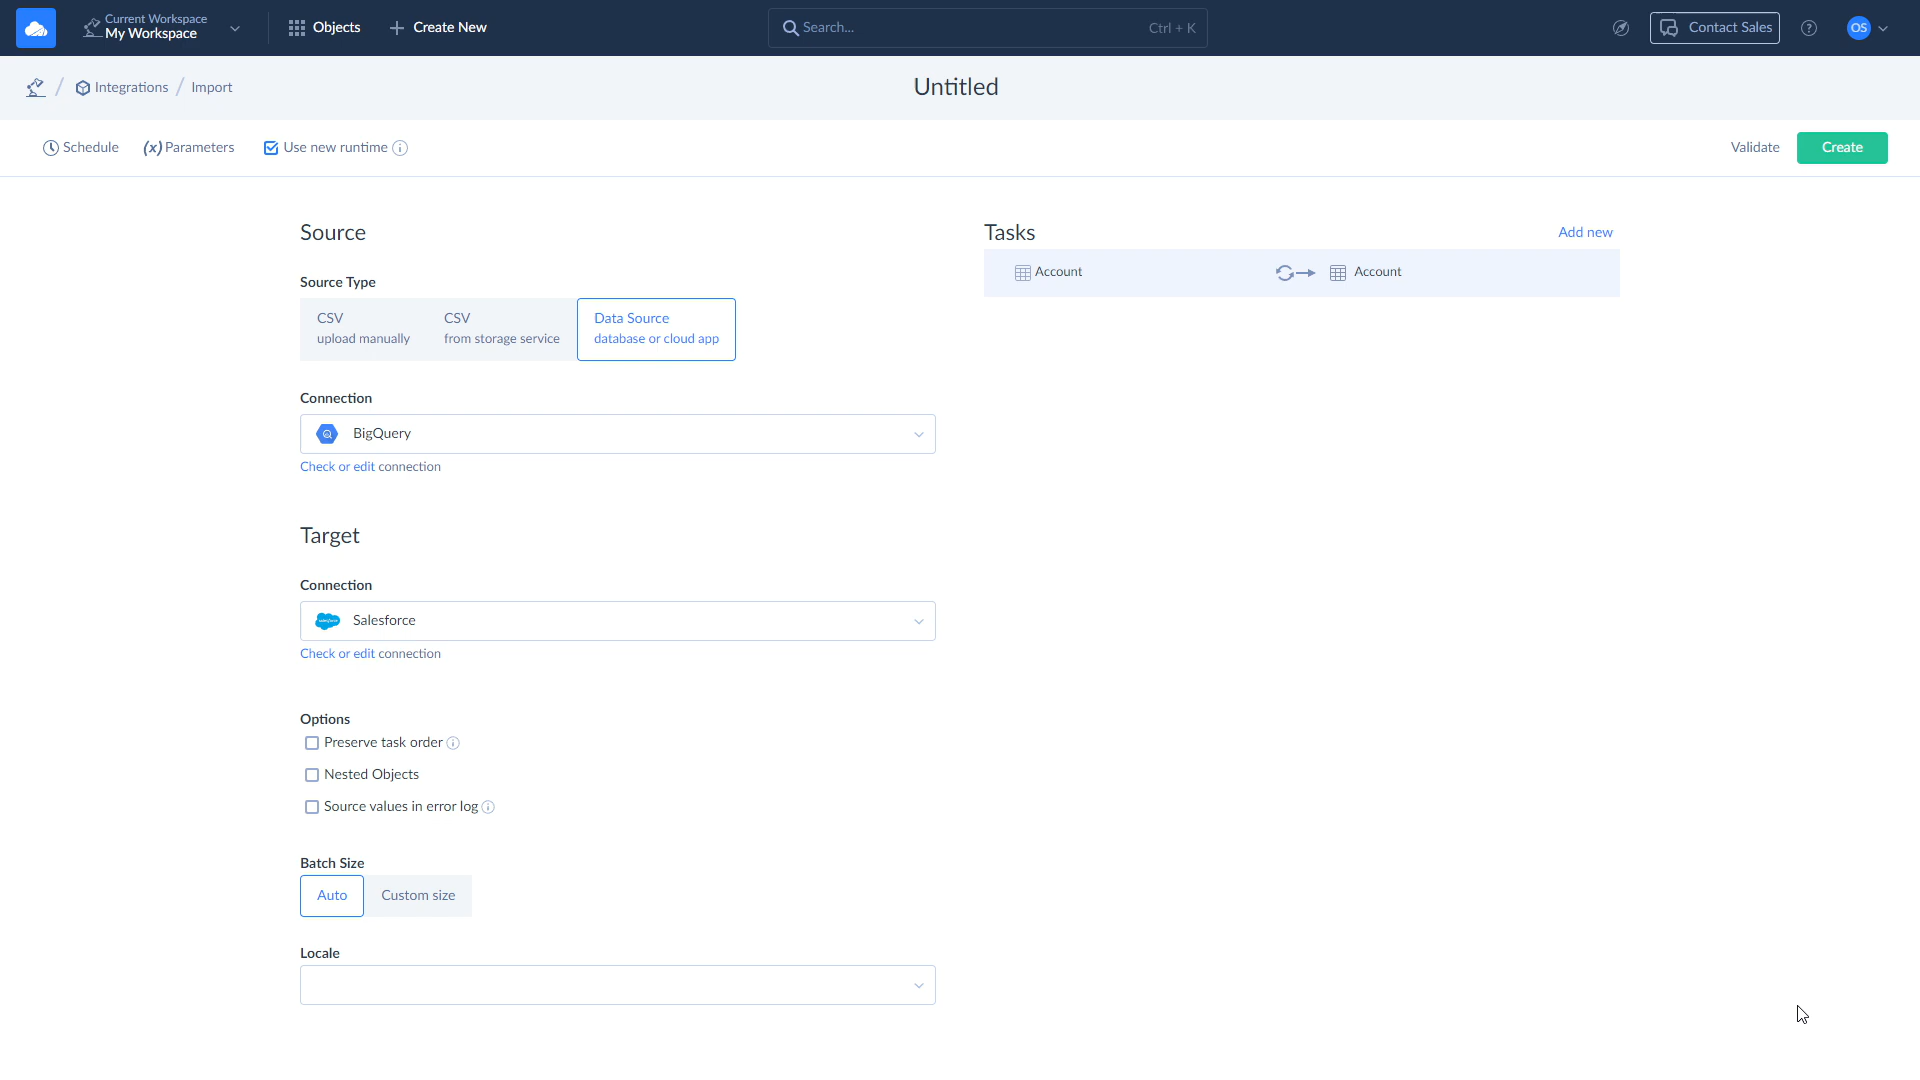 Current Workspace
My Workspace
Objects
Create New
Search...
Ctrl + K
Contact Sales
OS
Integrations / Import
Untitled
Schedule
(x) Parameters
Use new runtime
Validate
Create
Source
Source Type
CSV
upload manually
CSV
from storage service
Data Source
database or cloud app
Connection
BigQuery
Check or edit connection
Target
Connection
Salesforce
Check or edit connection
Options
Preserve task order
Nested Objects
Source values in error log
Batch Size
Auto
Custom size
Locale
Tasks
Add new
Account
Account